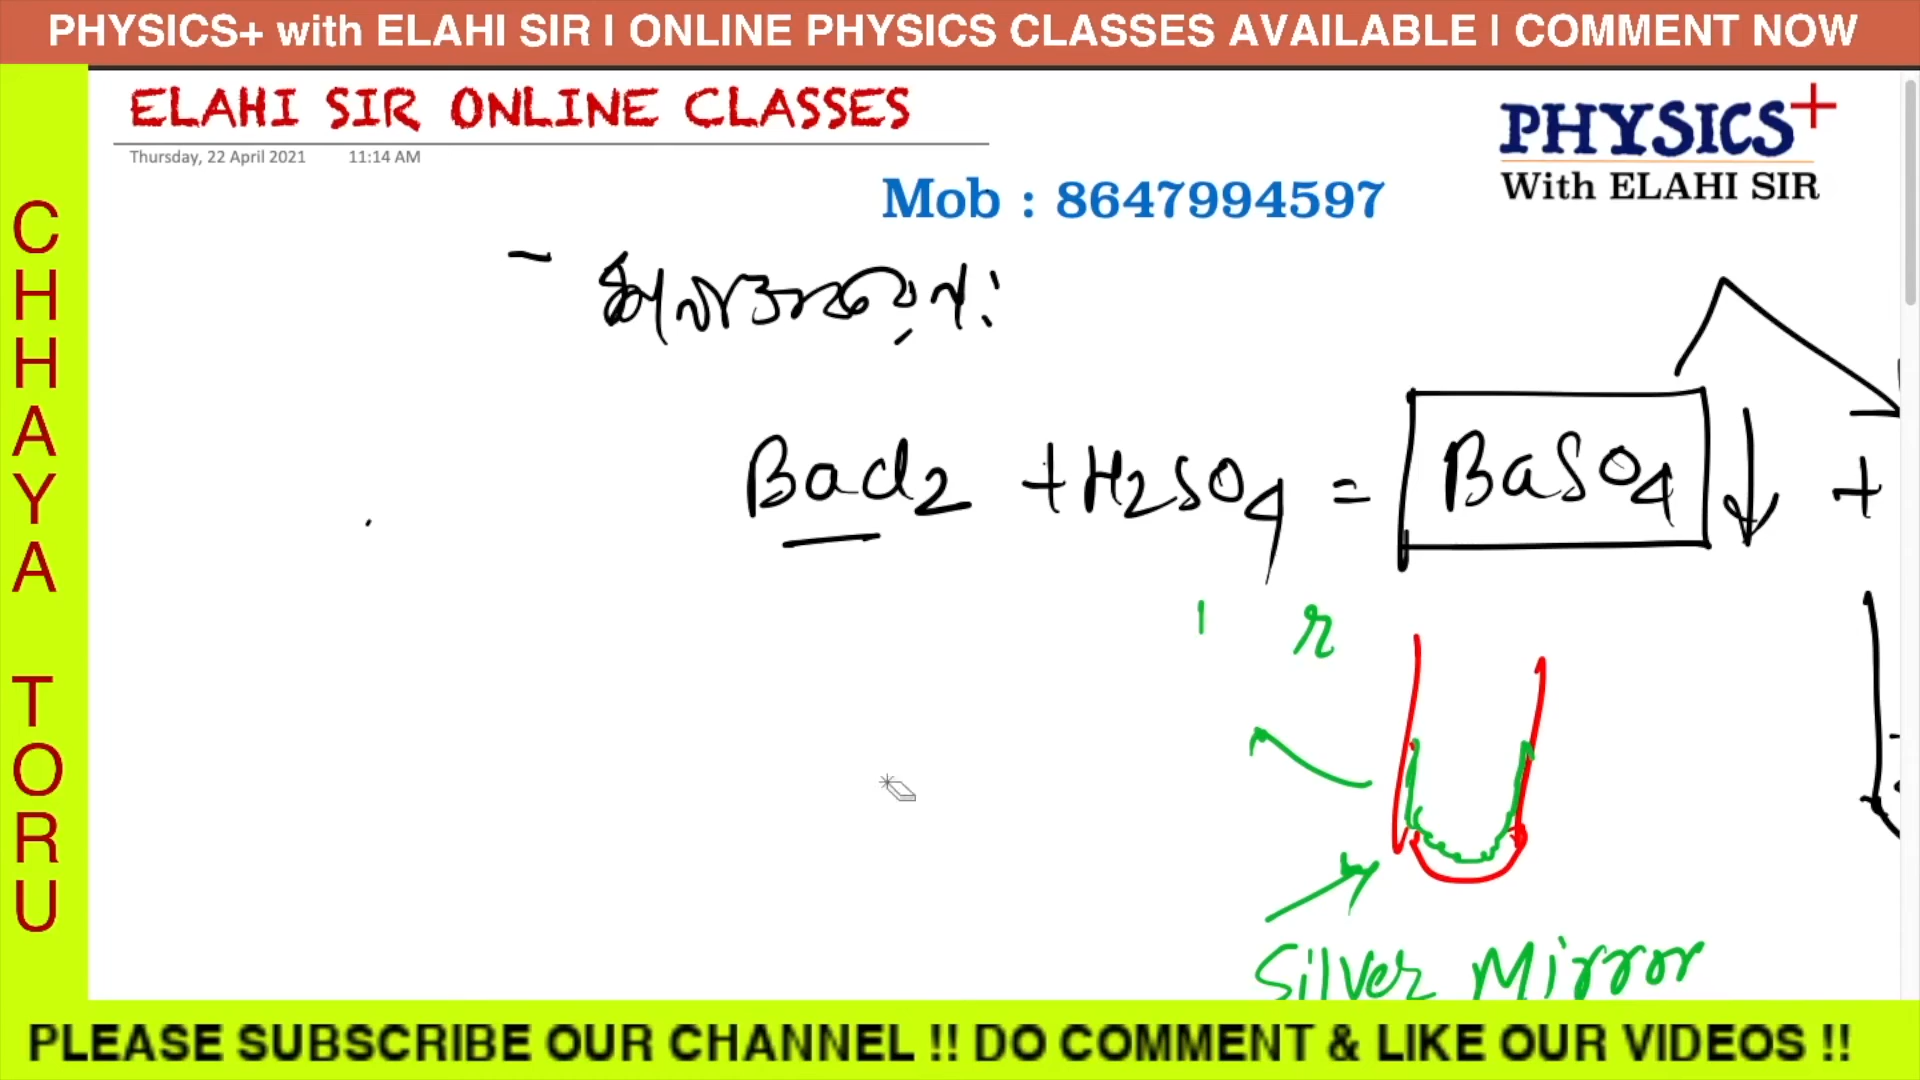 PHYSICS+ with ELAHI SIR I ONLINE PHYSICS CLASSES AVAILABLE I COMMENT NOW
ELAHI SIR ONLINE CLASSES
Thursday, 22 April 2021 11:14 AM
PHYSICS+
With ELAHI SIR
Mob : 8647994597
BaCl2 + H2SO4 = BaSO4 ↓ +
r
Silver Mirror
CHHAYA TORU
PLEASE SUBSCRIBE OUR CHANNEL !! DO COMMENT & LIKE OUR VIDEOS !!